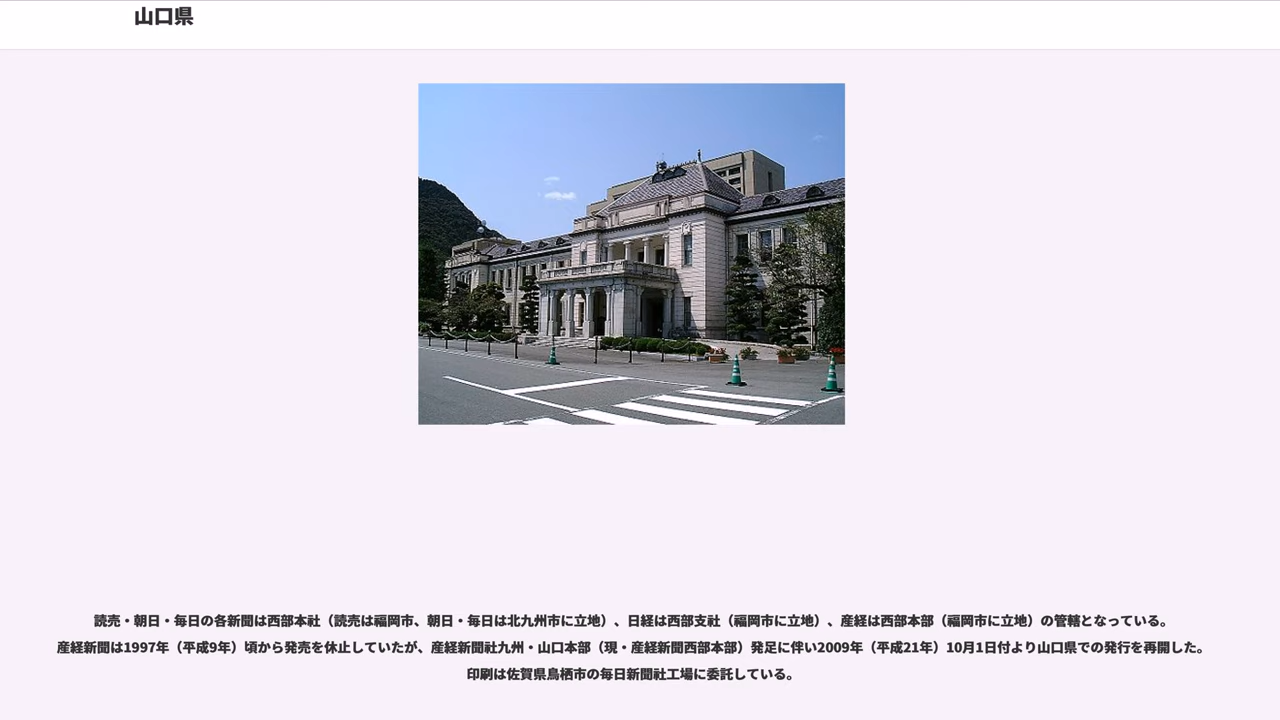 山口県
読売・朝日・毎日の各新聞は西部本社（読売は福岡市、朝日・毎日は北九州市に立地）、日経は西部支社（福岡市に立地）、産経は西部本部（福岡市に立地）の管轄となっている。
産経新聞は1997年（平成9年）頃から発売を休止していたが、産経新聞社九州・山口本部（現・産経新聞西部本部）発足に伴い2009年（平成21年）10月1日付より山口県での発行を再開した。
印刷は佐賀県鳥栖市の毎日新聞社工場に委託している。